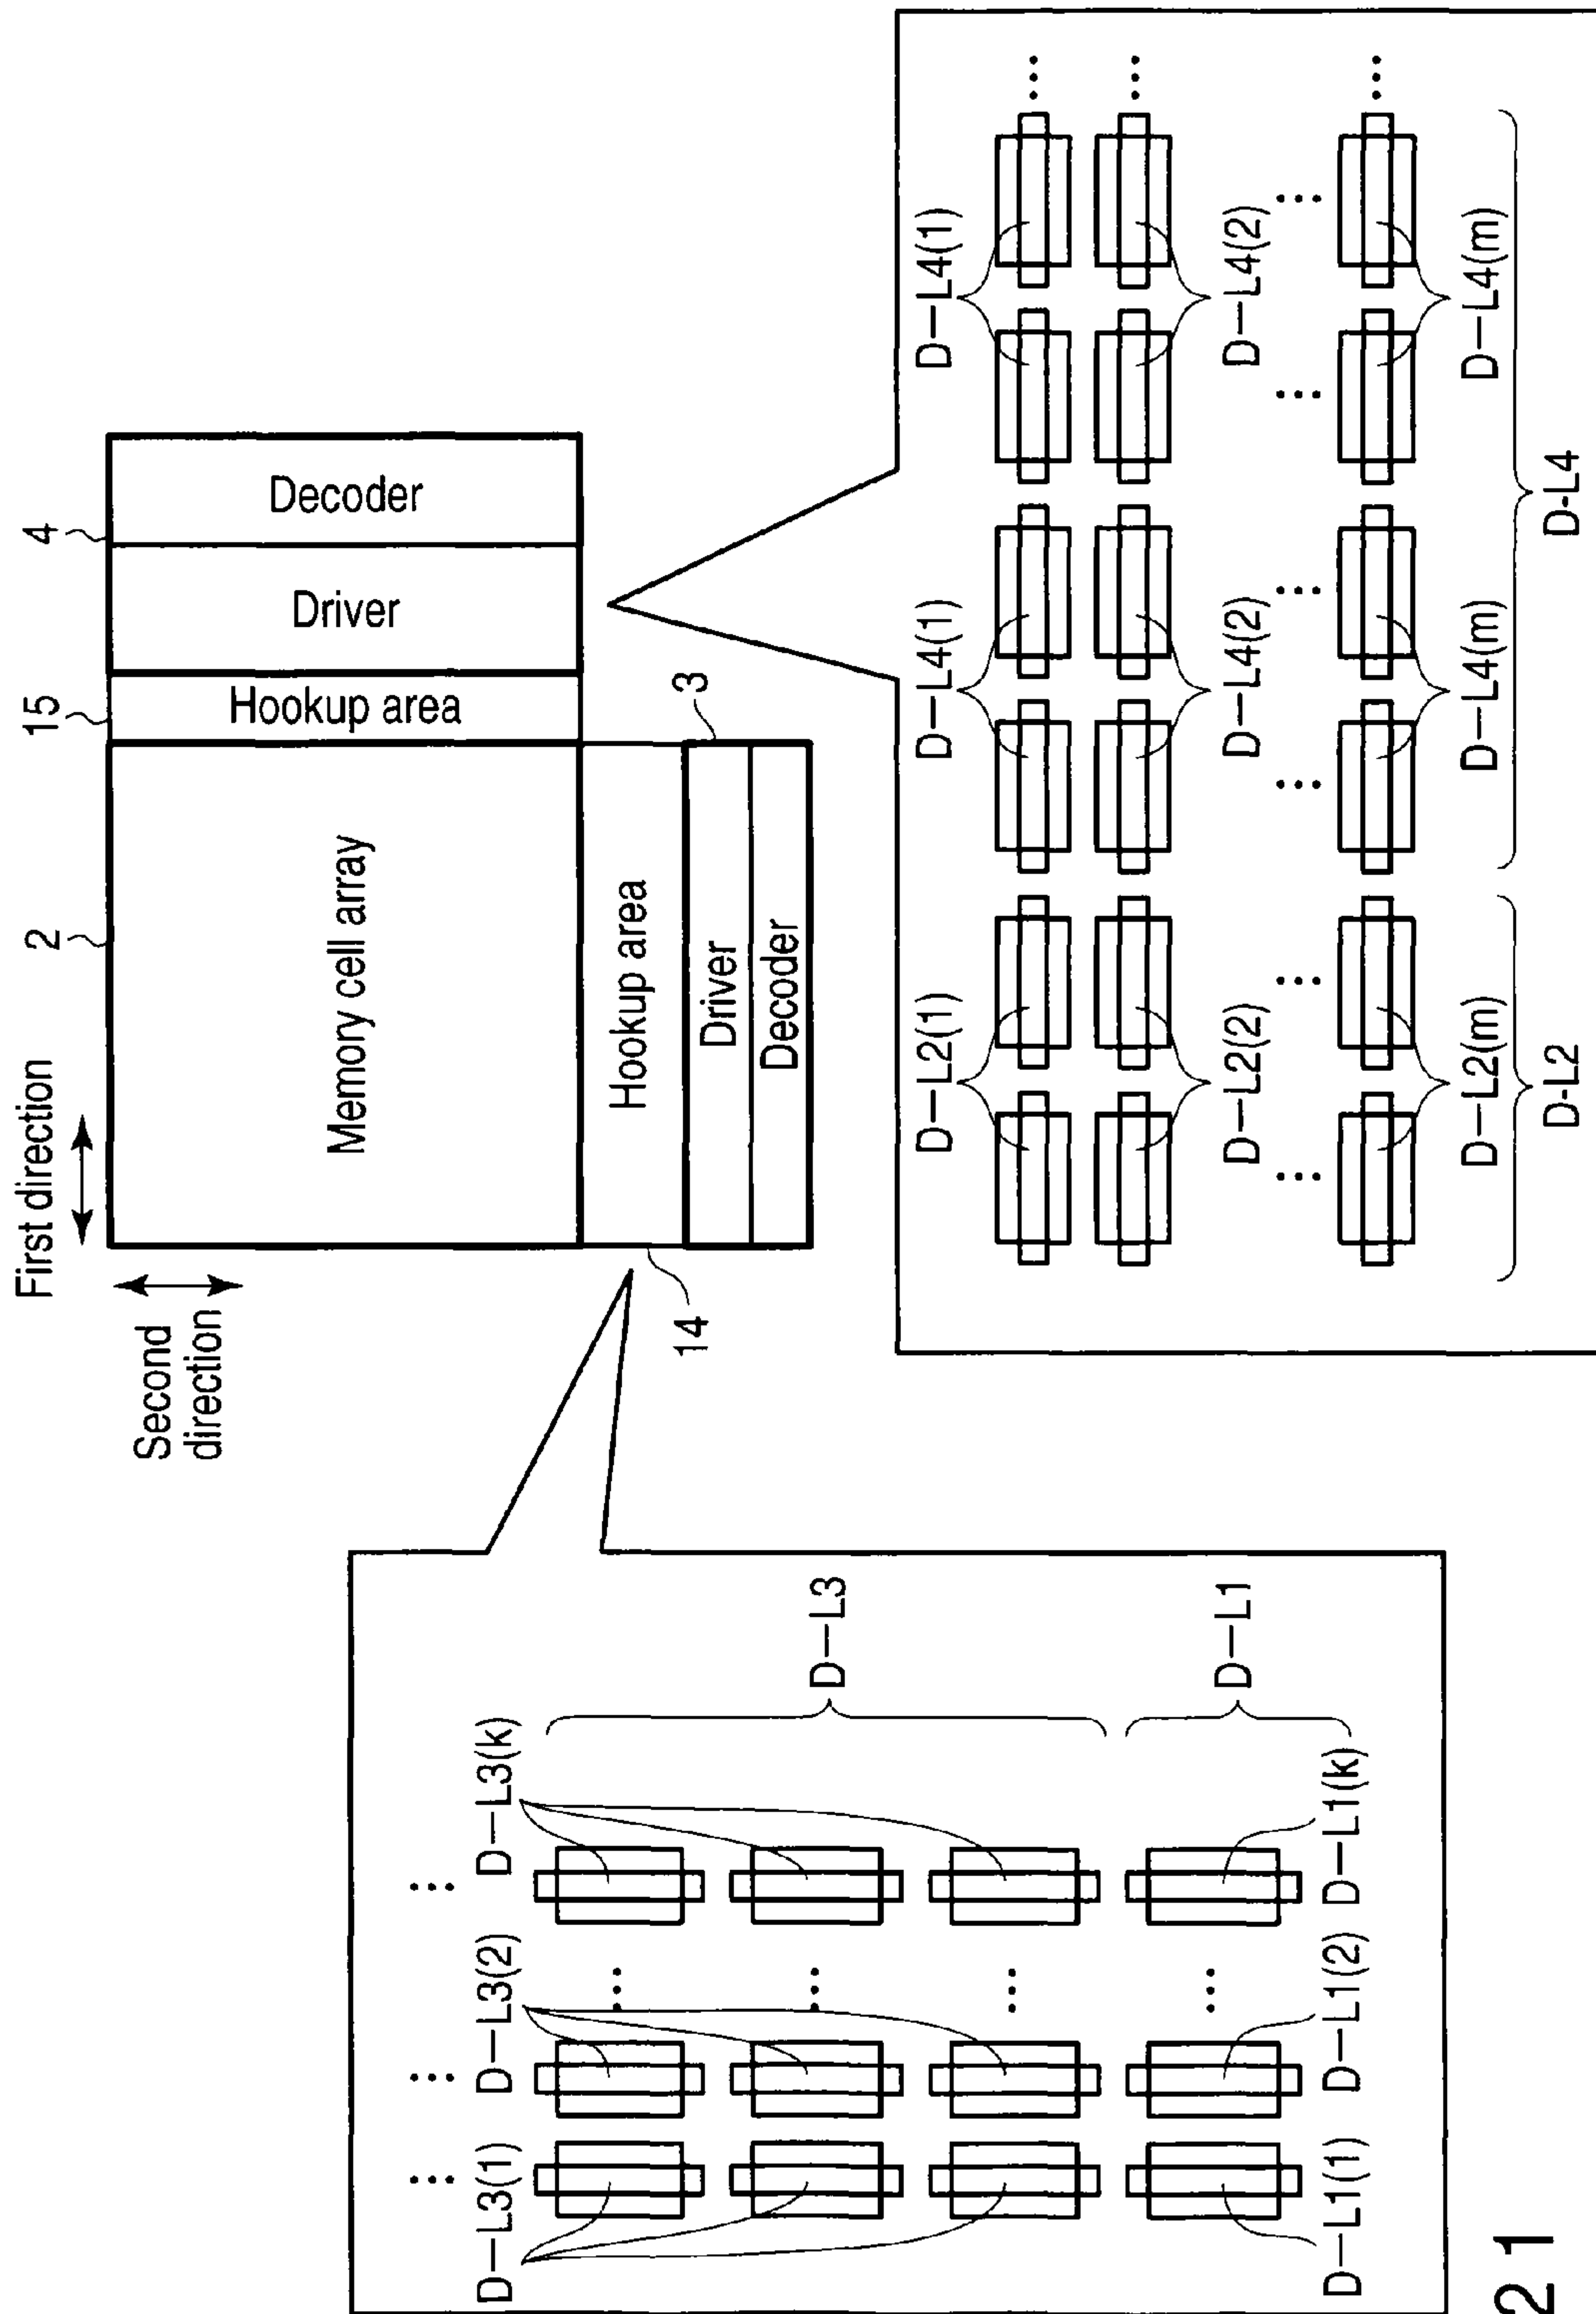 First direction
Second
direction
2
15
4
Memory cell array
Hookup area
Driver
Decoder
Hookup area
Driver
Decoder
14
3
D—L3(1)
D—L3(2)
D—L3(k)
D—L3
D—L1
D—L1(1)
D—L1(2)
D—L1(k)
D—L2(1)
D—L4(1)
D—L4(1)
D—L2(2)
D—L4(2)
D—L4(2)
D—L2(m)
D—L4(m)
D—L4(m)
D-L2
D-L4
21